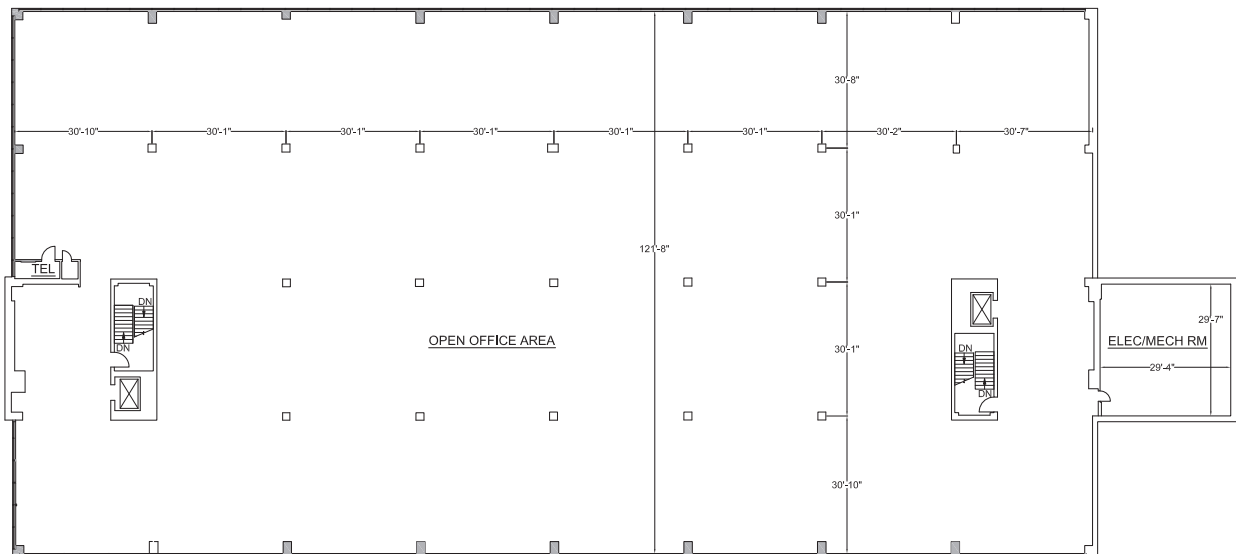 30'-8"
30'-10"
30'-1"
30'-1"
30'-1"
30'-1"
30'-1"
30'-2"
30'-7"
30'-1"
121'-8"
TEL
DN
DN
OPEN OFFICE AREA
30'-1"
DN
DN
29'-7"
ELEC/MECH RM
29'-4"
30'-10"